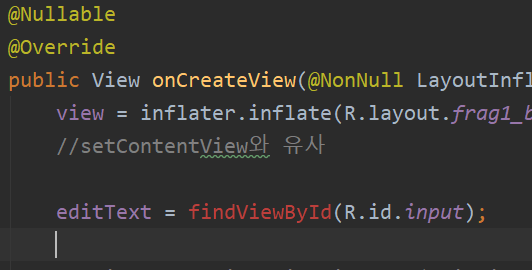 @Nullable
@Override
public View onCreateView(@NonNull LayoutInfl
view = inflater.inflate(R.layout.frag1_b
//setContentView와 유사
editText = findViewById(R.id.input);